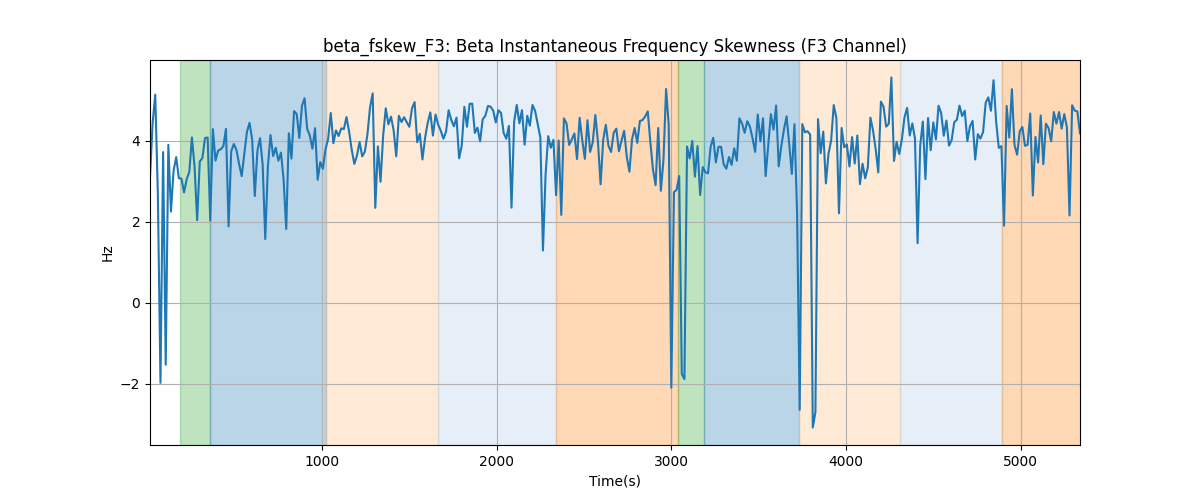 beta_fskew_F3: Beta Instantaneous Frequency Skewness (F3 Channel)
Hz
4
2
0
−2
1000 2000 3000 4000 5000
Time(s)